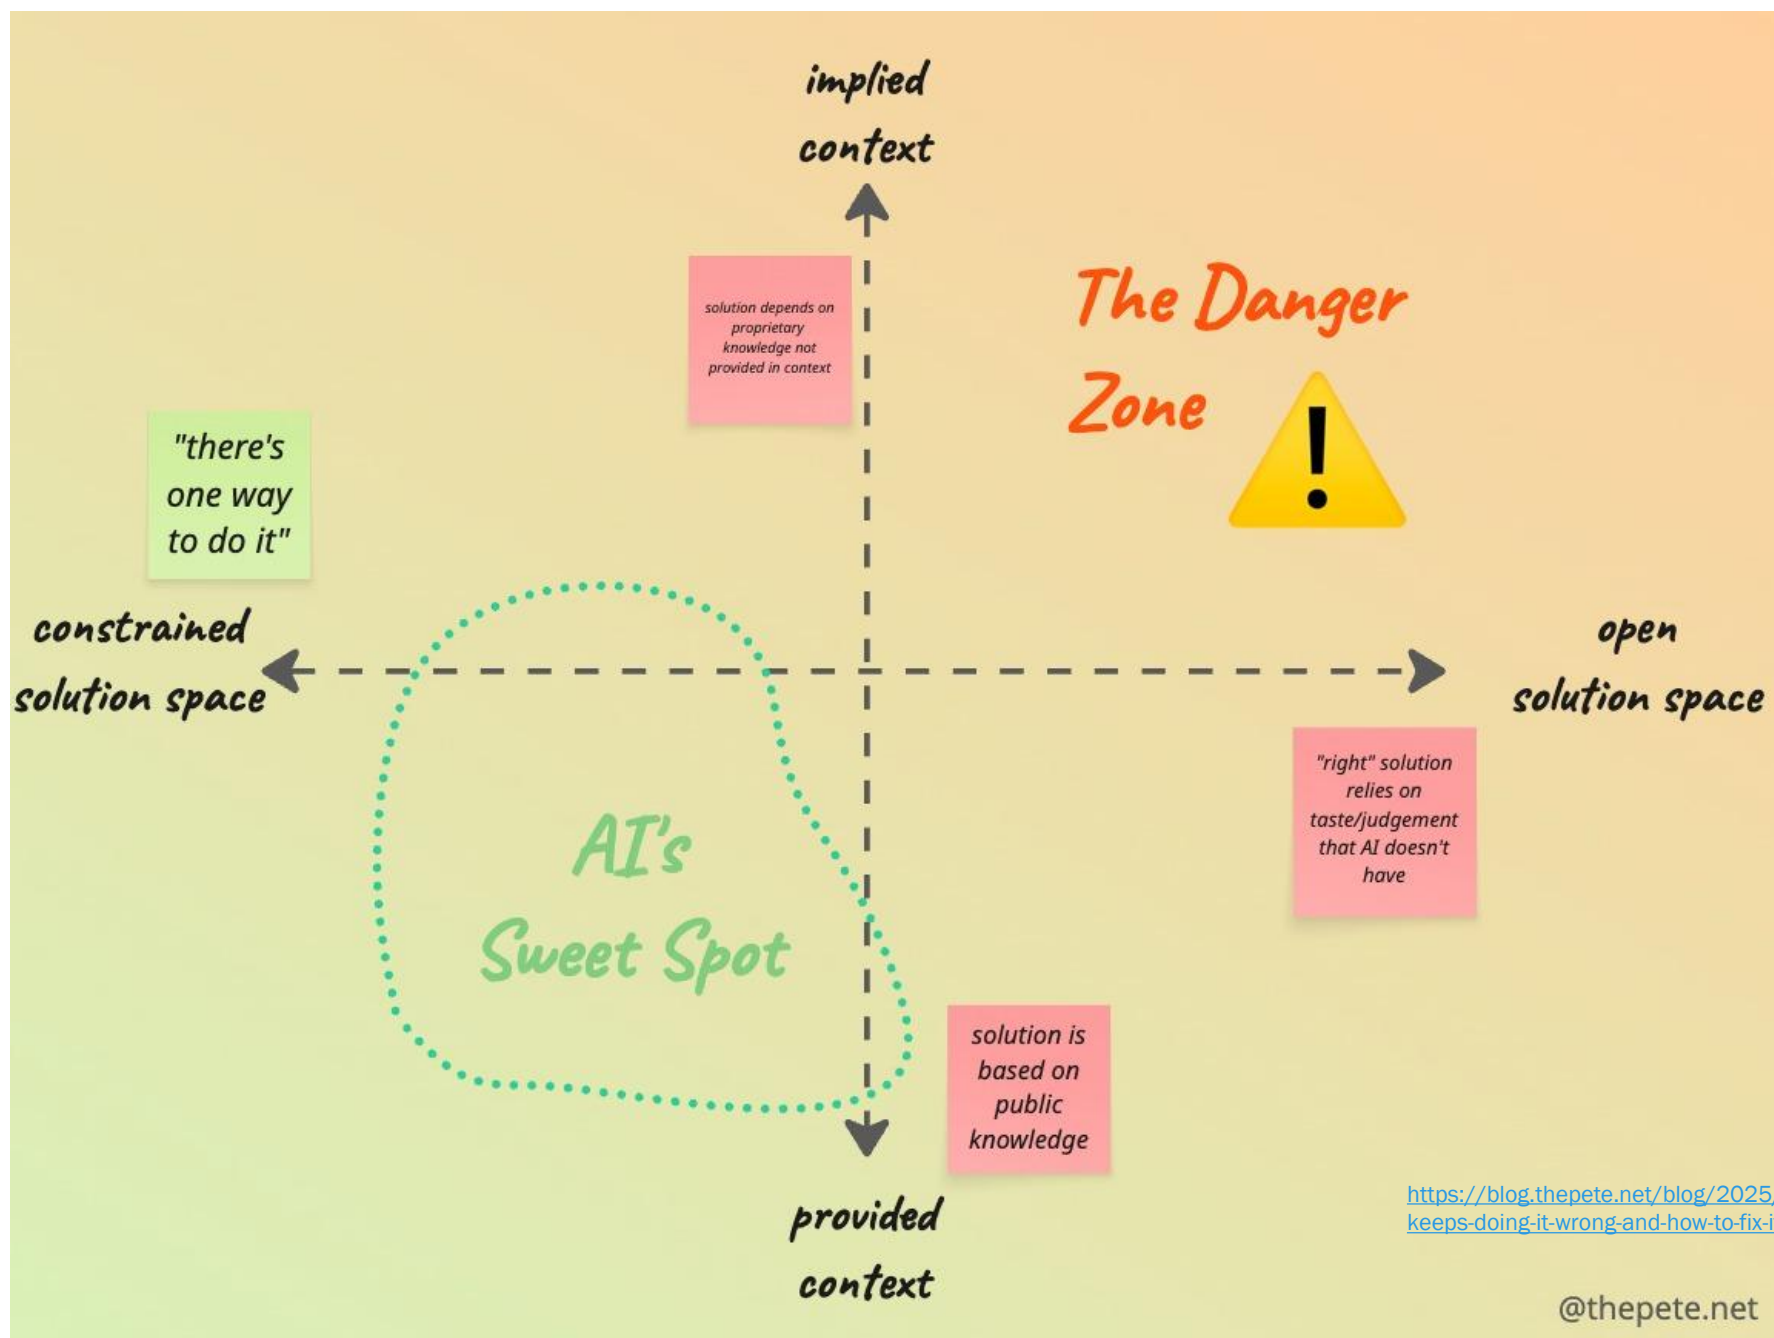 implied
context
solution depends on
proprietary
knowledge not
provided in context
The Danger
Zone
"there's
one way
to do it"
constrained
solution space
open
solution space
"right" solution
relies on
taste/judgement
that AI doesn't
have
AI's
Sweet Spot
solution is
based on
public
knowledge
provided
context
https://blog.thepete.net/blog/2025/
keeps-doing-it-wrong-and-how-to-fix-i
@thepete.net